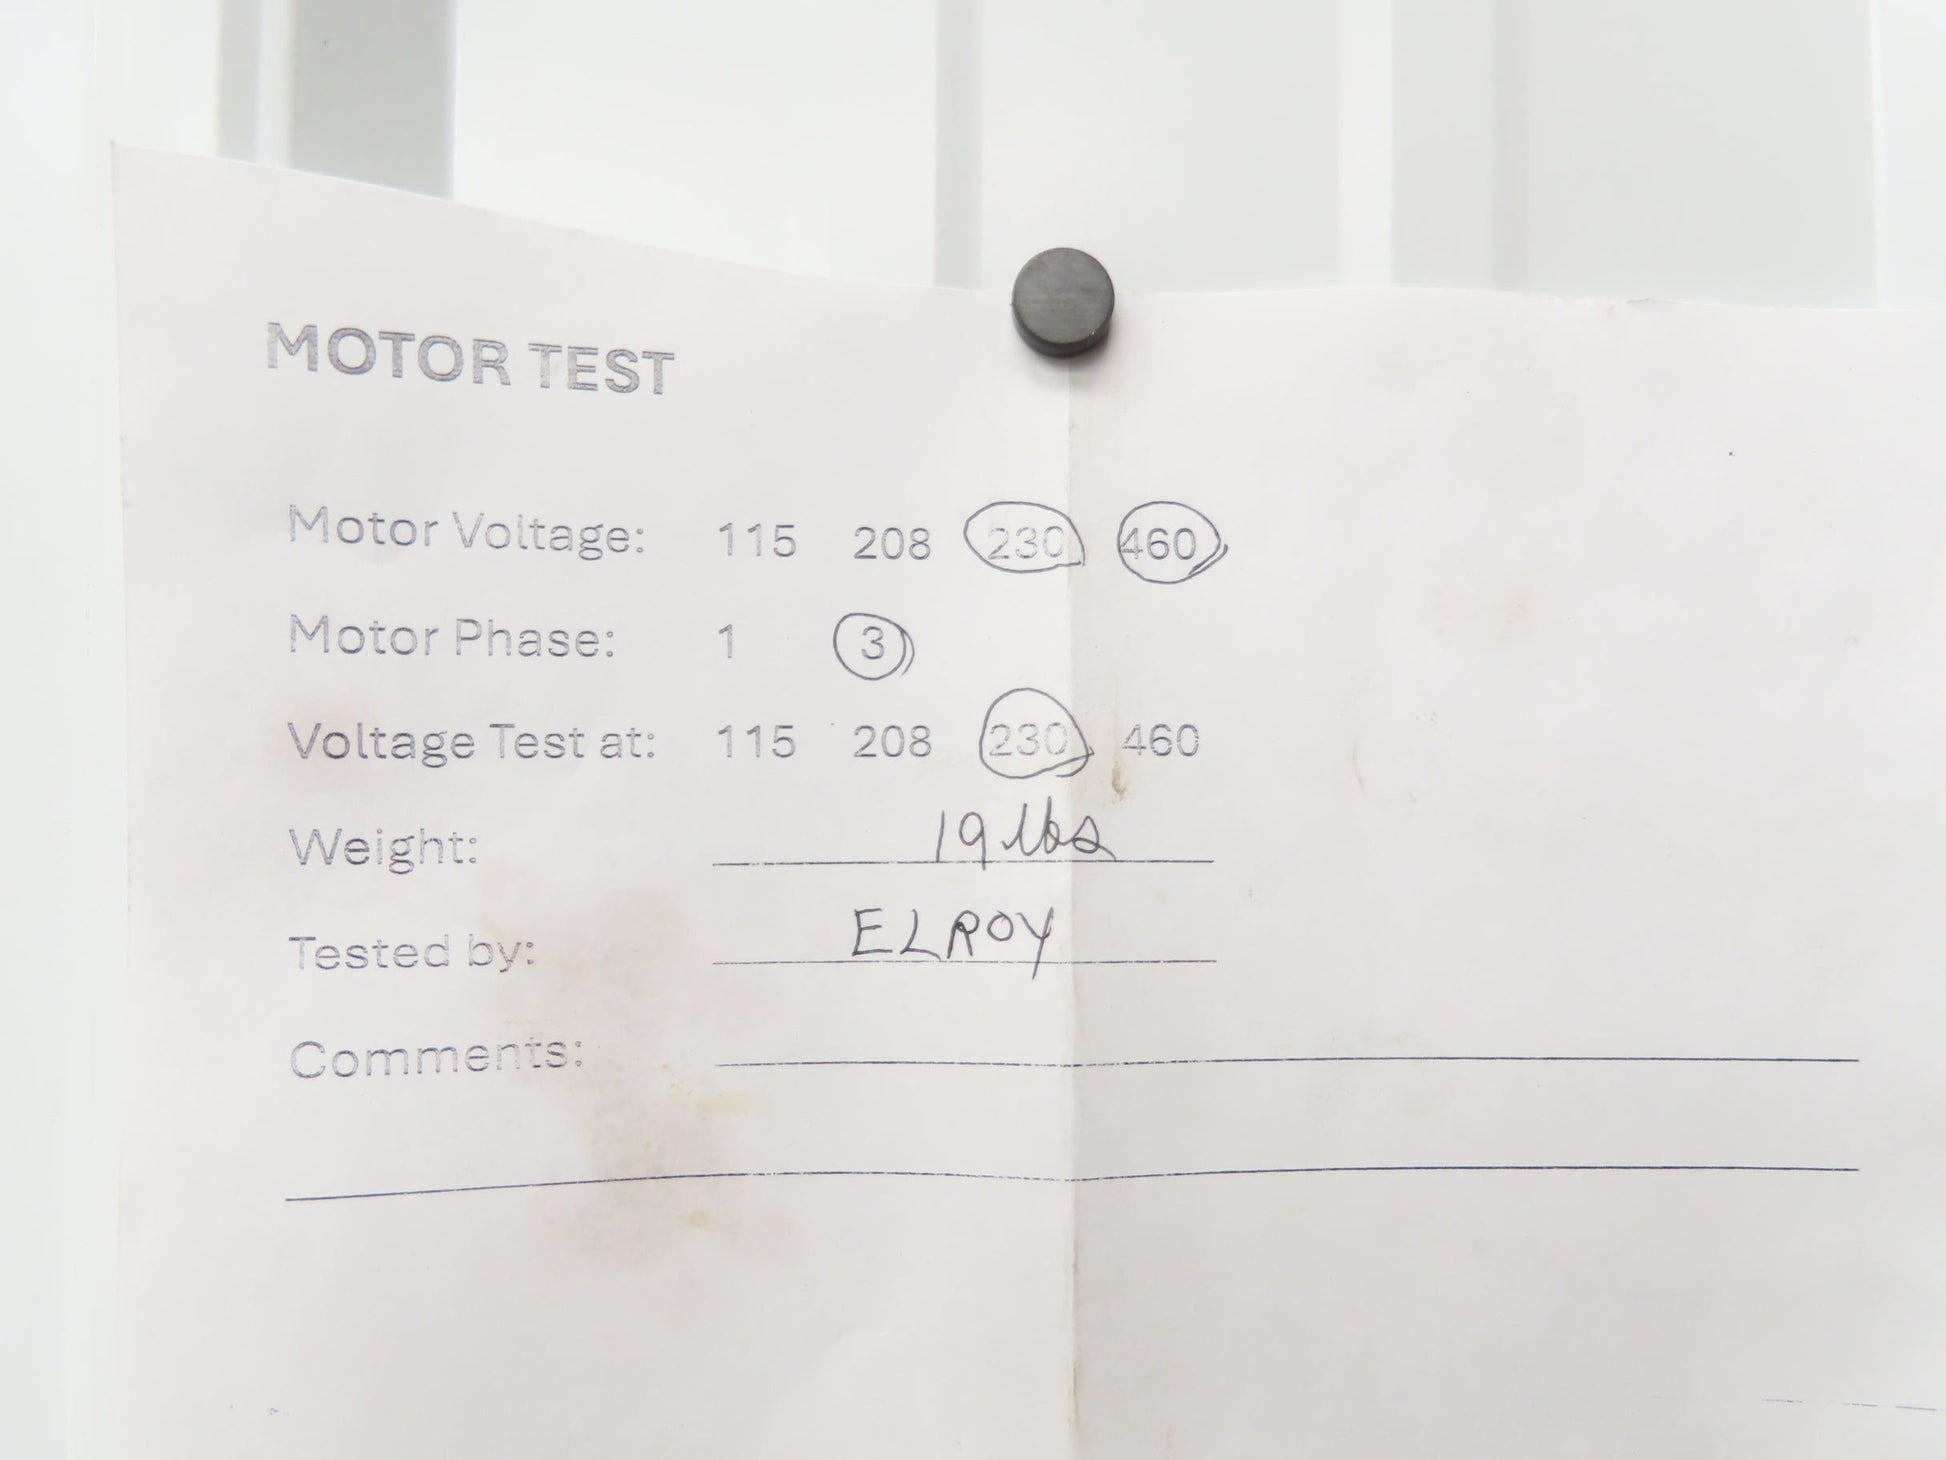 MOTOR TEST
Motor Voltage: 115 208 230 460
Motor Phase: 1 3
Voltage Test at: 115 208 230 460
Weight: 19 lbs
Tested by: ELROY
Comments: